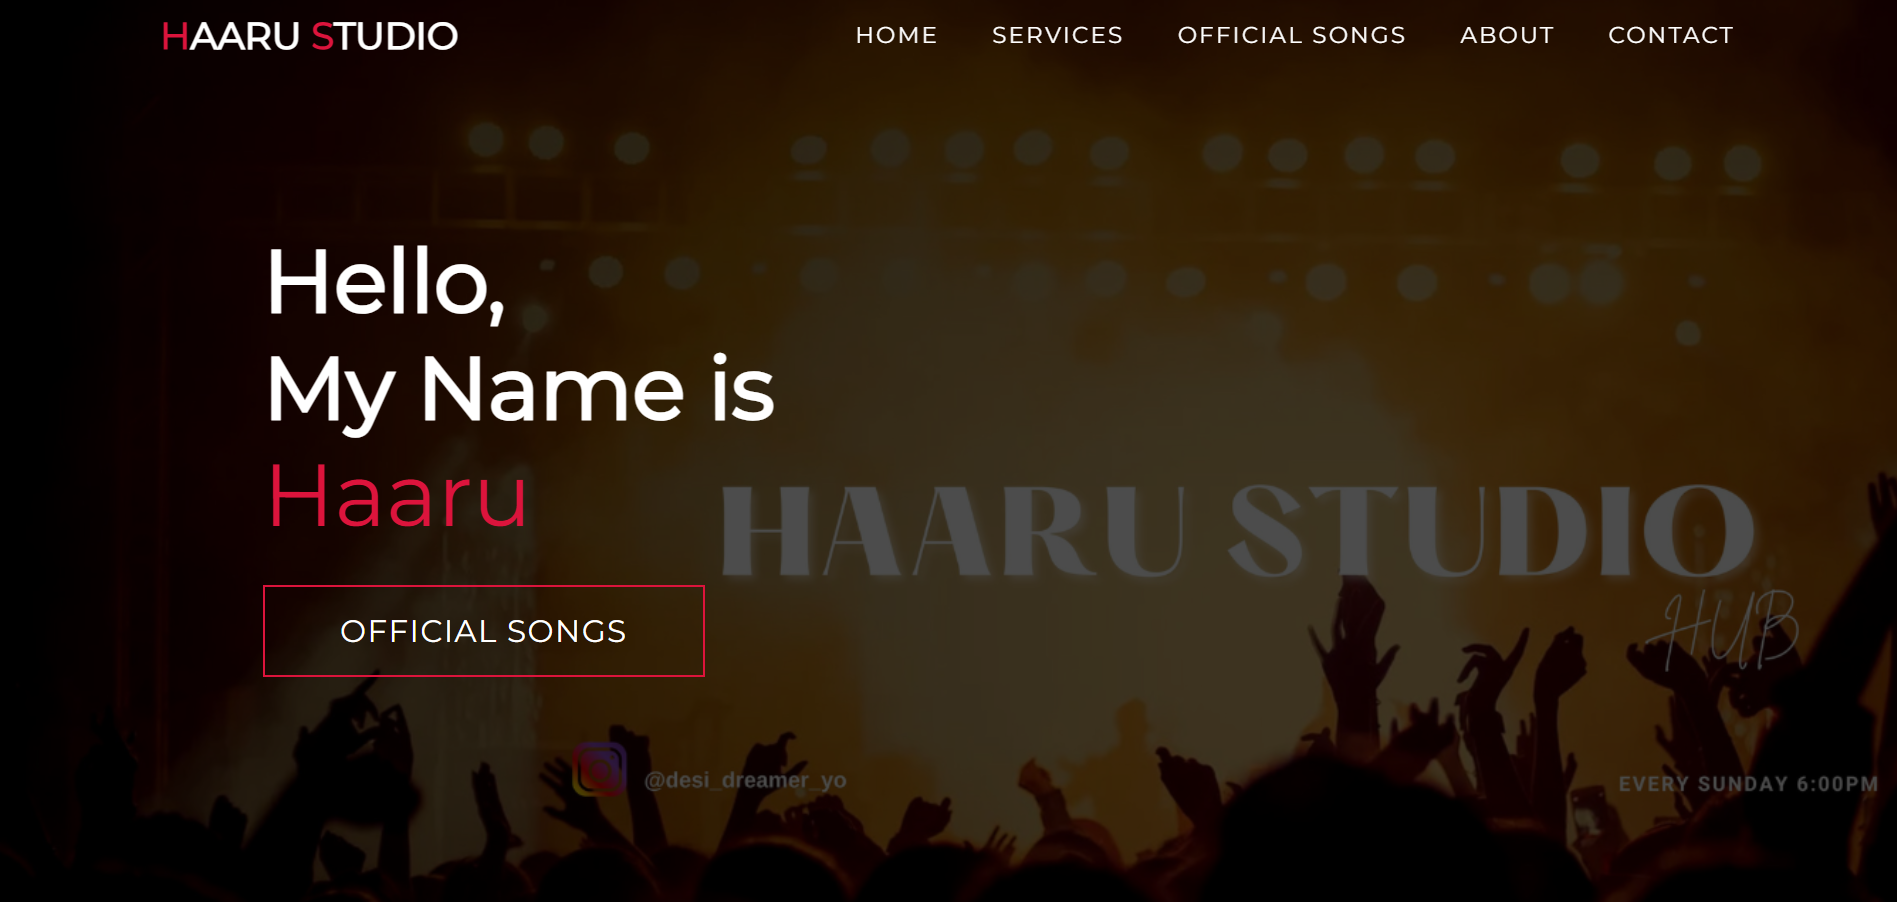 HAARU STUDIO
HOME SERVICES OFFICIAL SONGS ABOUT CONTACT
Hello,
My Name is
Haaru
HAARU STUDIO
HUB
OFFICIAL SONGS
@desi_dreamer_yo
EVERY SUNDAY 6:00PM